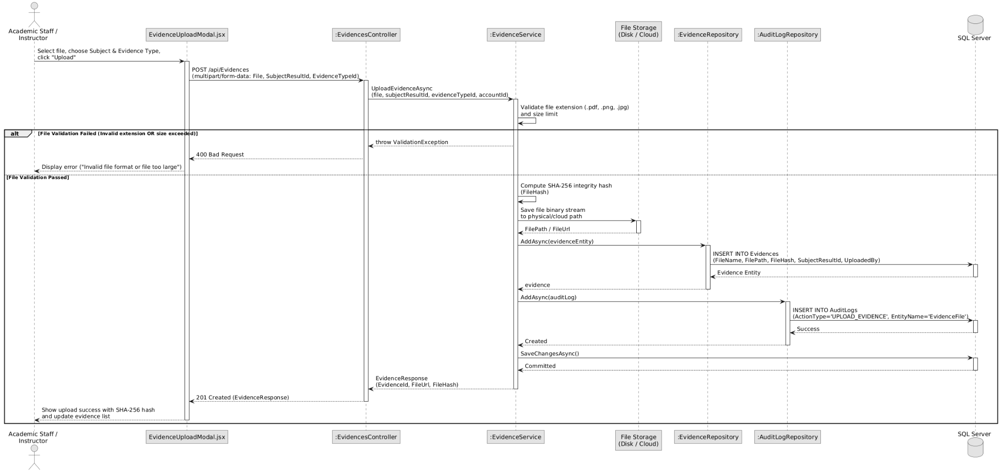 Academic Staff /
Instructor
EvidenceUploadModal.jsx
:EvidencesController
:EvidenceService
File Storage
(Disk / Cloud)
:EvidenceRepository
:AuditLogRepository
SQL Server
Select file, choose Subject & Evidence Type,
click "Upload"
POST /api/Evidences
(multipart/form-data: File, SubjectResultId, EvidenceTypeId)
UploadEvidenceAsync
(file, subjectResultId, evidenceTypeId, accountId)
Validate file extension (.pdf, .png, .jpg)
and size limit
alt
[File Validation Failed (Invalid extension OR size exceeded)]
throw ValidationException
400 Bad Request
Display error ("Invalid file format or file too large")
[File Validation Passed]
Compute SHA-256 integrity hash
(FileHash)
Save file binary stream
to physical/cloud path
FilePath / FileUrl
AddAsync(evidenceEntity)
INSERT INTO Evidences
(FileName, FilePath, FileHash, SubjectResultId, UploadedBy)
Evidence Entity
evidence
AddAsync(auditLog)
INSERT INTO AuditLogs
(ActionType='UPLOAD_EVIDENCE', EntityName='EvidenceFile')
Success
Created
SaveChangesAsync()
Committed
EvidenceResponse
(EvidenceId, FileUrl, FileHash)
201 Created (EvidenceResponse)
Show upload success with SHA-256 hash
and update evidence list
Academic Staff /
Instructor
EvidenceUploadModal.jsx
:EvidencesController
:EvidenceService
File Storage
(Disk / Cloud)
:EvidenceRepository
:AuditLogRepository
SQL Server